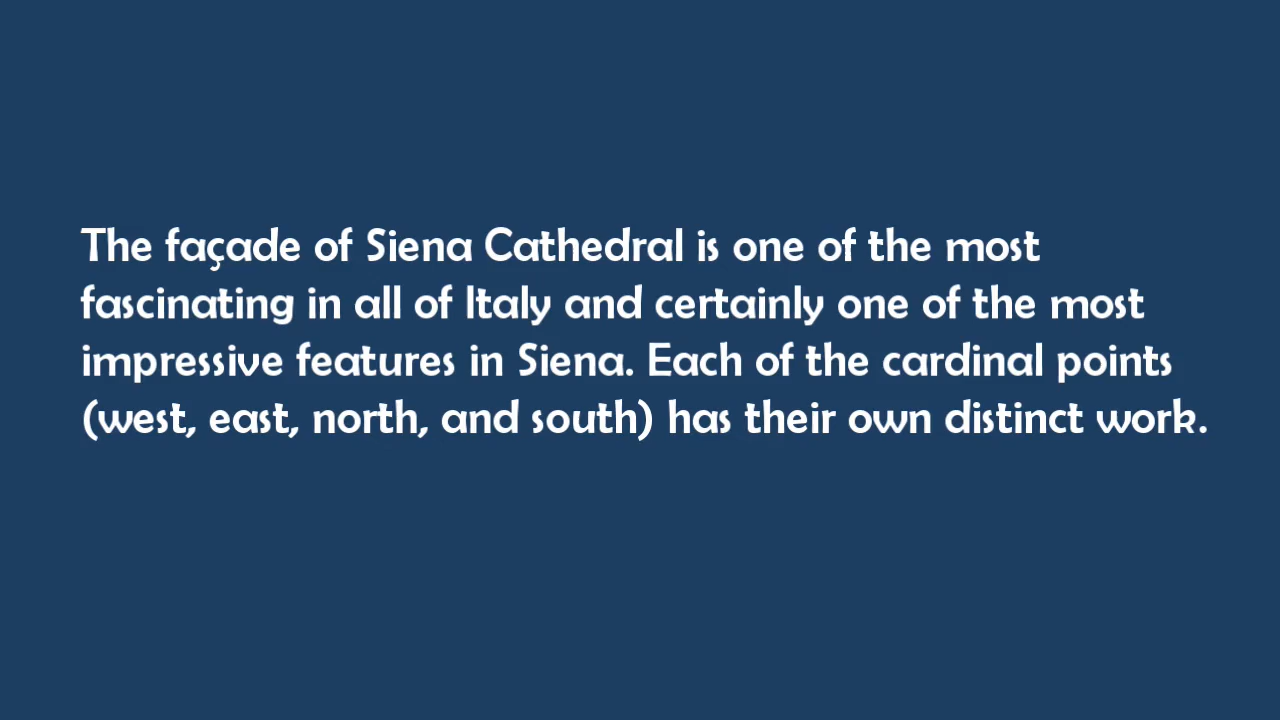 The façade of Siena Cathedral is one of the most
fascinating in all of Italy and certainly one of the most
impressive features in Siena. Each of the cardinal points
(west, east, north, and south) has their own distinct work.